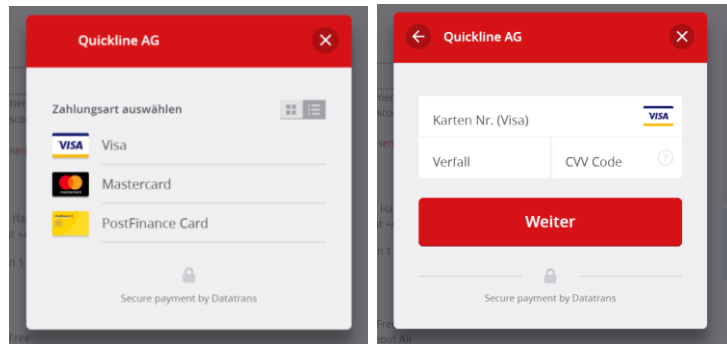 Quickline AG
Zahlungsart auswählen
VISA Visa
Mastercard
PostFinance Card
Secure payment by Datatrans
Quickline AG
Karten Nr. (Visa) VISA
Verfall CVV Code ?
Weiter
Secure payment by Datatrans